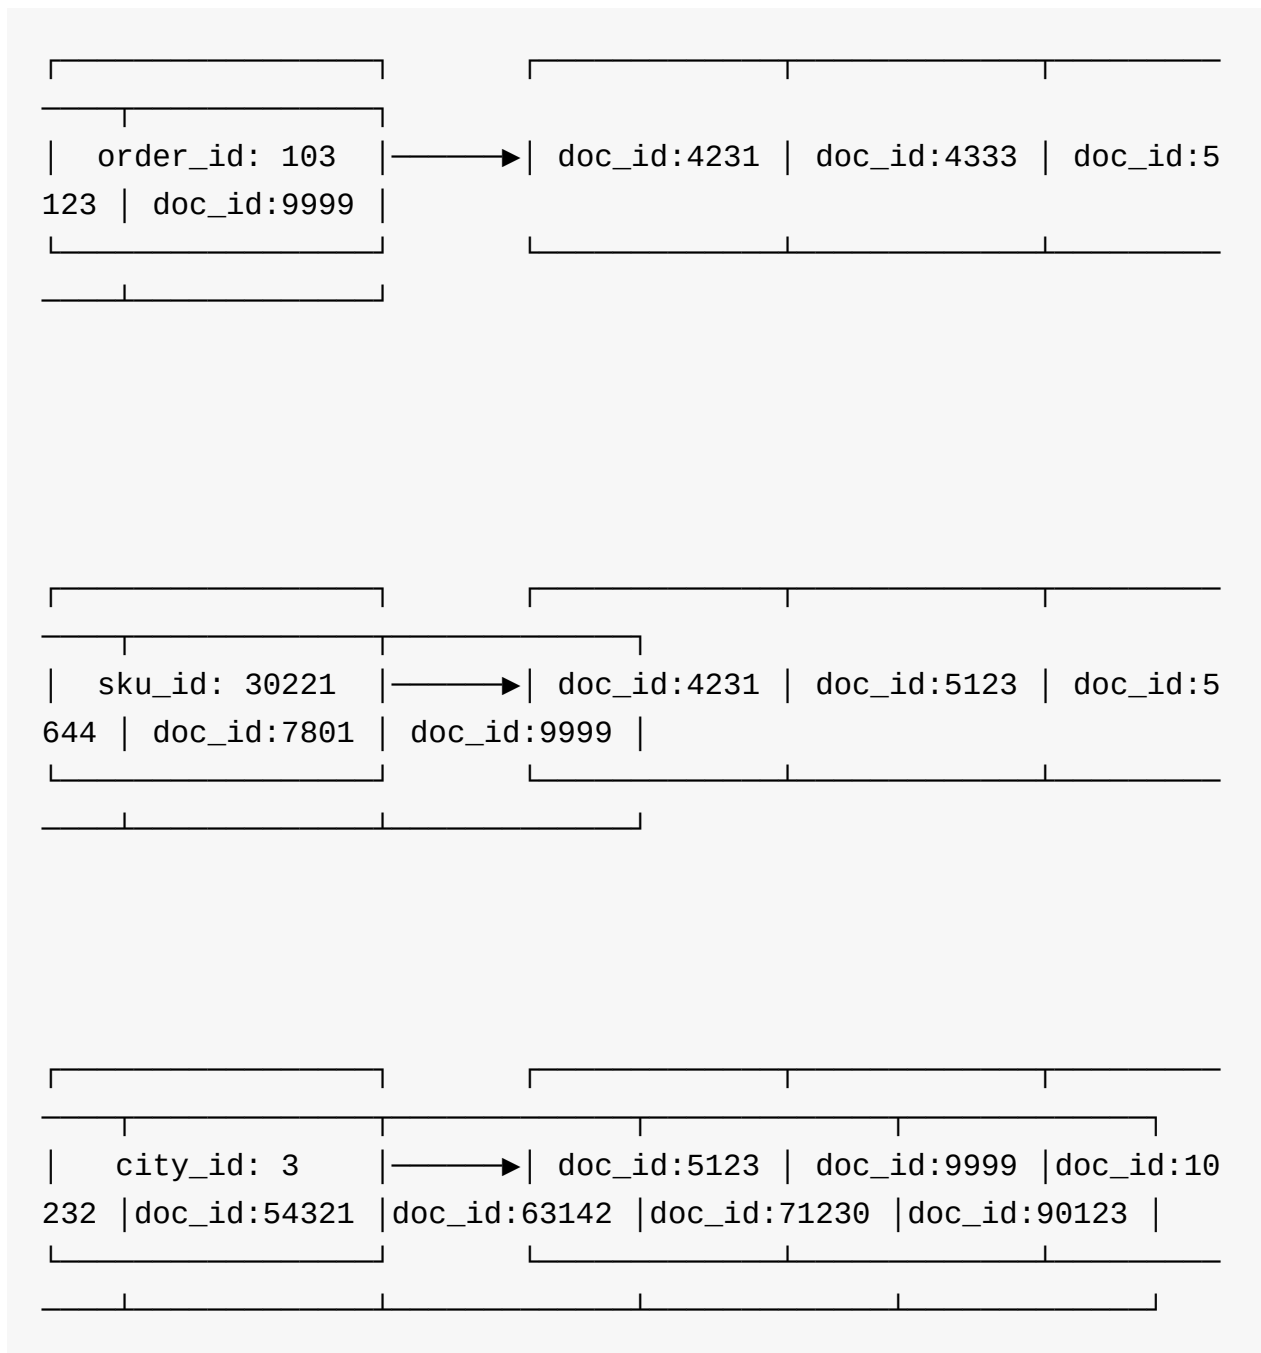 ┌─────────────────┐       ┌─────────────┬─────────────┬─────────
────┬─────────────┐
│  order_id: 103  │──────►│ doc_id:4231 │ doc_id:4333 │ doc_id:5
123 │ doc_id:9999 │
└─────────────────┘       └─────────────┴─────────────┴─────────
────┴─────────────┘
┌─────────────────┐       ┌─────────────┬─────────────┬─────────
────┬─────────────┬─────────────┐
│  sku_id: 30221  │──────►│ doc_id:4231 │ doc_id:5123 │ doc_id:5
644 │ doc_id:7801 │ doc_id:9999 │
└─────────────────┘       └─────────────┴─────────────┴─────────
────┴─────────────┴─────────────┘
┌─────────────────┐       ┌─────────────┬─────────────┬─────────
────┬─────────────┬─────────────┬─────────────┬─────────────┐
│   city_id: 3    │──────►│ doc_id:5123 │ doc_id:9999 │doc_id:10
232 │doc_id:54321 │doc_id:63142 │doc_id:71230 │doc_id:90123 │
└─────────────────┘       └─────────────┴─────────────┴─────────
────┴─────────────┴─────────────┴─────────────┴─────────────┘